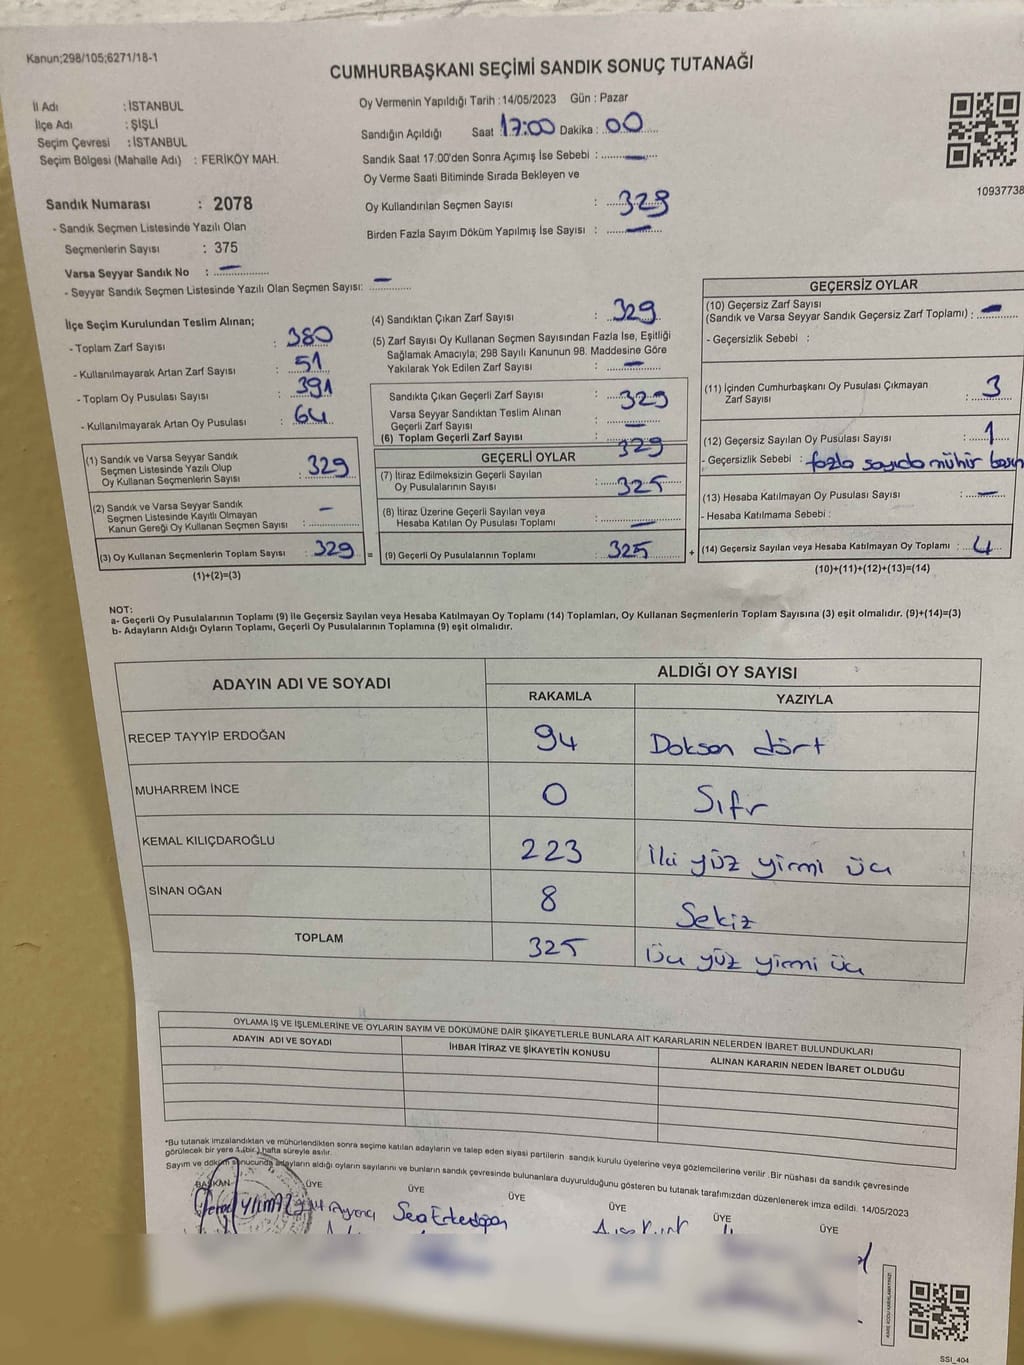 Kanun;298/105;6271/18-1
CUMHURBAŞKANI SEÇİMİ SANDIK SONUÇ TUTANAĞI
İl Adı : İSTANBUL
İlçe Adı : ŞİŞLİ
Seçim Çevresi : İSTANBUL
Seçim Bölgesi (Mahalle Adı) : FERİKÖY MAH.
Sandık Numarası : 2078
- Sandık Seçmen Listesinde Yazılı Olan
Seçmenlerin Sayısı : 375
Varsa Seyyar Sandık No : -
- Seyyar Sandık Seçmen Listesinde Yazılı Olan Seçmen Sayısı: -
Oy Vermenin Yapıldığı Tarih : 14/05/2023 Gün : Pazar
Sandığın Açıldığı Saat 17:00 Dakika : 00
Sandık Saat 17:00'den Sonra Açımış İse Sebebi : -
Oy Verme Saati Bitiminde Sırada Bekleyen ve
Oy Kullandırılan Seçmen Sayısı : 329
Birden Fazla Sayım Döküm Yapılmış İse Sayısı : -
10937738
İlçe Seçim Kurulundan Teslim Alınan;
- Toplam Zarf Sayısı : 380
- Kullanılmayarak Artan Zarf Sayısı : 51
- Toplam Oy Pusulası Sayısı : 391
- Kullanılmayarak Artan Oy Pusulası : 64
(1) Sandık ve Varsa Seyyar Sandık
Seçmen Listesinde Yazılı Olup
Oy Kullanan Seçmenlerin Sayısı : 329
(2) Sandık ve Varsa Seyyar Sandık
Seçmen Listesinde Kayıtlı Olmayan
Kanun Gereği Oy Kullanan Seçmen Sayısı : -
(3) Oy Kullanan Seçmenlerin Toplam Sayısı : 329 =
(1)+(2)=(3)
(4) Sandıktan Çıkan Zarf Sayısı : 329
(5) Zarf Sayısı Oy Kullanan Seçmen Sayısından Fazla İse, Eşitliği
Sağlamak Amacıyla; 298 Sayılı Kanunun 98. Maddesine Göre
Yakılarak Yok Edilen Zarf Sayısı : -
Sandıkta Çıkan Geçerli Zarf Sayısı : 329
Varsa Seyyar Sandıktan Teslim Alınan
Geçerli Zarf Sayısı : -
(6) Toplam Geçerli Zarf Sayısı : 329
GEÇERLİ OYLAR
(7) İtiraz Edilmeksizin Geçerli Sayılan
Oy Pusulalarının Sayısı : 325
(8) İtiraz Üzerine Geçerli Sayılan veya
Hesaba Katılan Oy Pusulası Toplamı : -
(9) Geçerli Oy Pusulalarının Toplamı : 325 +
GEÇERSİZ OYLAR
(10) Geçersiz Zarf Sayısı
(Sandık ve Varsa Seyyar Sandık Geçersiz Zarf Toplamı) : -
- Geçersizlik Sebebi :
(11) İçinden Cumhurbaşkanı Oy Pusulası Çıkmayan
Zarf Sayısı : 3
(12) Geçersiz Sayılan Oy Pusulası Sayısı : 1
- Geçersizlik Sebebi : fazla sayıda mühür
(13) Hesaba Katılmayan Oy Pusulası Sayısı : -
- Hesaba Katılmama Sebebi :
(14) Geçersiz Sayılan veya Hesaba Katılmayan Oy Toplamı : 4
(10)+(11)+(12)+(13)=(14)
NOT:
a- Geçerli Oy Pusulalarının Toplamı (9) ile Geçersiz Sayılan veya Hesaba Katılmayan Oy Toplamı (14) Toplamları, Oy Kullanan Seçmenlerin Toplam Sayısına (3) eşit olmalıdır. (9)+(14)=(3)
b- Adayların Aldığı Oyların Toplamı, Geçerli Oy Pusulalarının Toplamına (9) eşit olmalıdır.
ADAYIN ADI VE SOYADI
ALDIĞI OY SAYISI
RAKAMLA YAZIYLA
RECEP TAYYİP ERDOĞAN 94 Doksan dört
MUHARREM İNCE 0 Sıfr
KEMAL KILIÇDAROĞLU 223 İki yüz yirmi üç
SİNAN OĞAN 8 Sekiz
TOPLAM 325 Üç yüz yirmi üç
OYLAMA İŞ VE İŞLEMLERİNE VE OYLARIN SAYIM VE DÖKÜMÜNE DAİR ŞİKAYETLERLE BUNLARA AİT KARARLARIN NELERDEN İBARET BULUNDUKLARI
ADAYIN ADI VE SOYADI İHBAR İTİRAZ VE ŞİKAYETİN KONUSU ALINAN KARARIN NEDEN İBARET OLDUĞU
*Bu tutanak imzalandıktan ve mühürlendikten sonra seçime katılan adayların ve talep eden siyasi partilerin sandık kurulu üyelerine veya gözlemcilerine verilir. Bir nüshası da sandık çevresinde
görülecek bir yere 1 (bir) hafta süreyle asılır.
Sayım ve döküm sonucunda adayların aldığı oyların sayılarını ve bunların sandık çevresinde bulunanlara duyurulduğunu gösteren bu tutanak tarafımızdan düzenlenerek imza edildi. 14/05/2023
BAŞKAN ÜYE ÜYE ÜYE ÜYE ÜYE ÜYE
SSİ_404